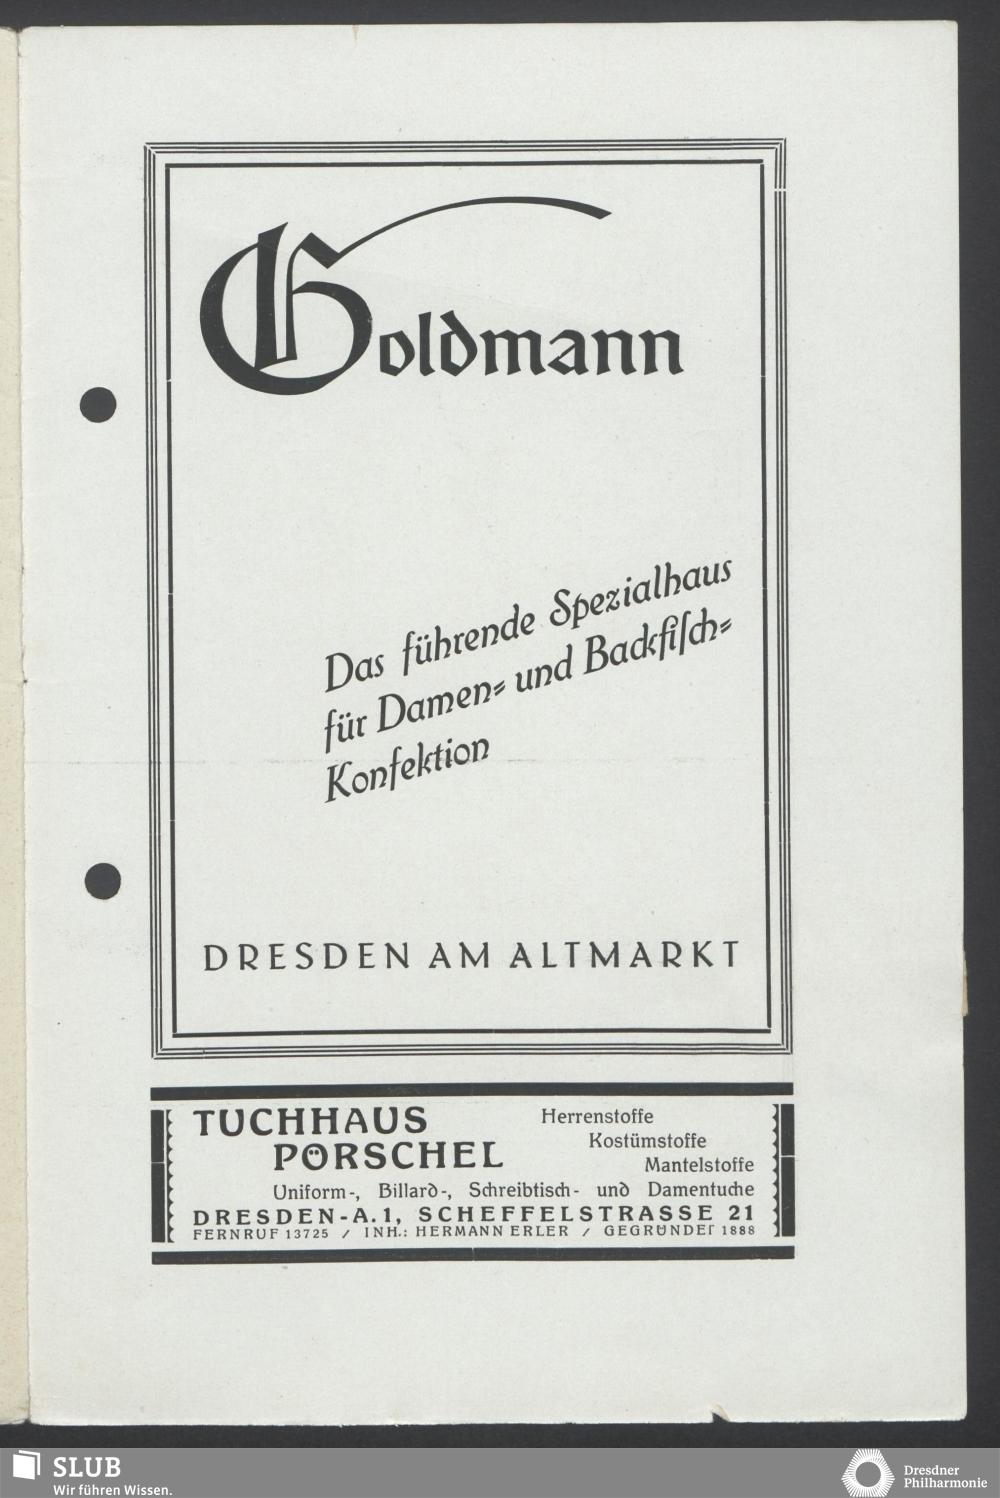 Goldmann
Das führende Spezialhaus
für Damen- und Backfisch-
Konfektion
DRESDEN AM ALTMARKT
TUCHHAUS
PÖRSCHEL
Herrenstoffe
Kostümstoffe
Mantelstoffe
Uniform-, Billard-, Schreibtisch- und Damentuche
DRESDEN-A.1, SCHEFFELSTRASSE 21
FERNRUF 13725 / INH.: HERMANN ERLER / GEGRÜNDET 1888
SLUB
Wir führen Wissen.
Dresdner
Philharmonie